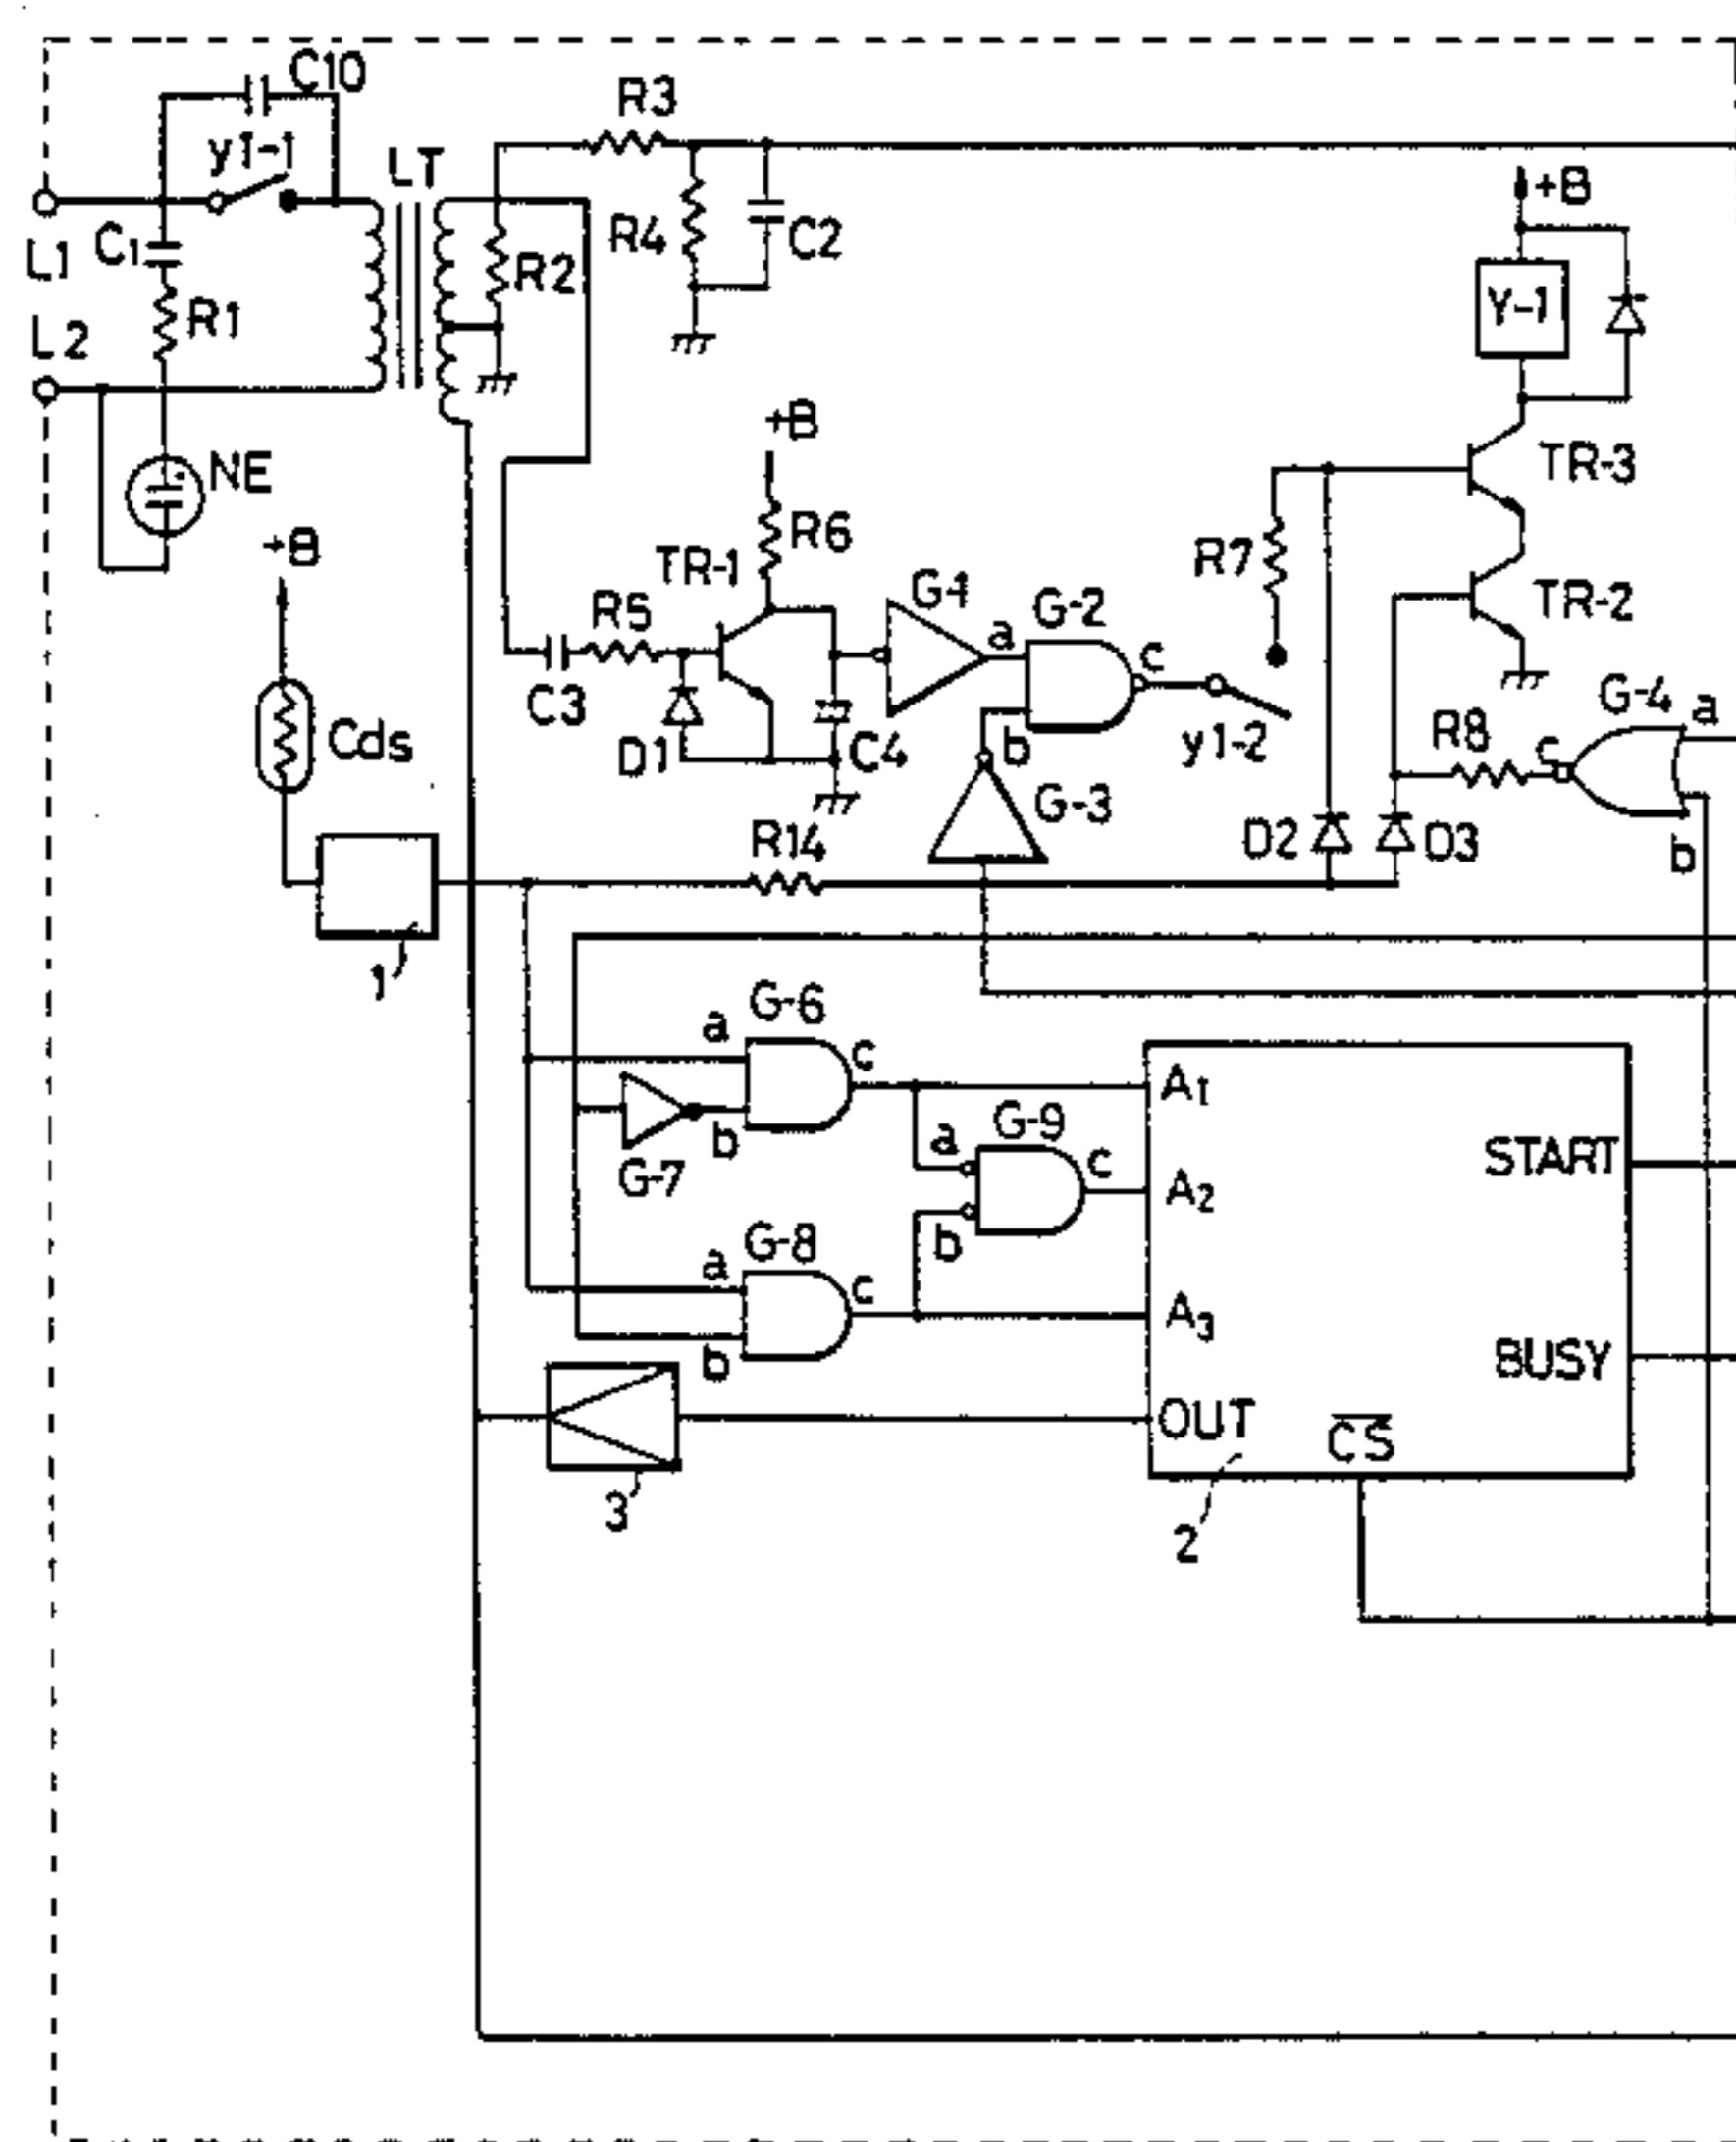 C10
R3
y1-1
LT
+B
L1
C1
R4
C2
R2
R1
L2
Y-1
+B
NE
TR-3
+B
R6
TR-1
R7
G1
G-2
TR-2
R5
a
c
C3
G-4
a
Cds
D1
C4
b
y1-2
R8
c
G-3
R14
D2
D3
b
1
G-6
a
c
A1
G-9
a
b
c
START
G-7
A2
G-8
b
a
c
A3
BUSY
b
OUT
CS
3
2